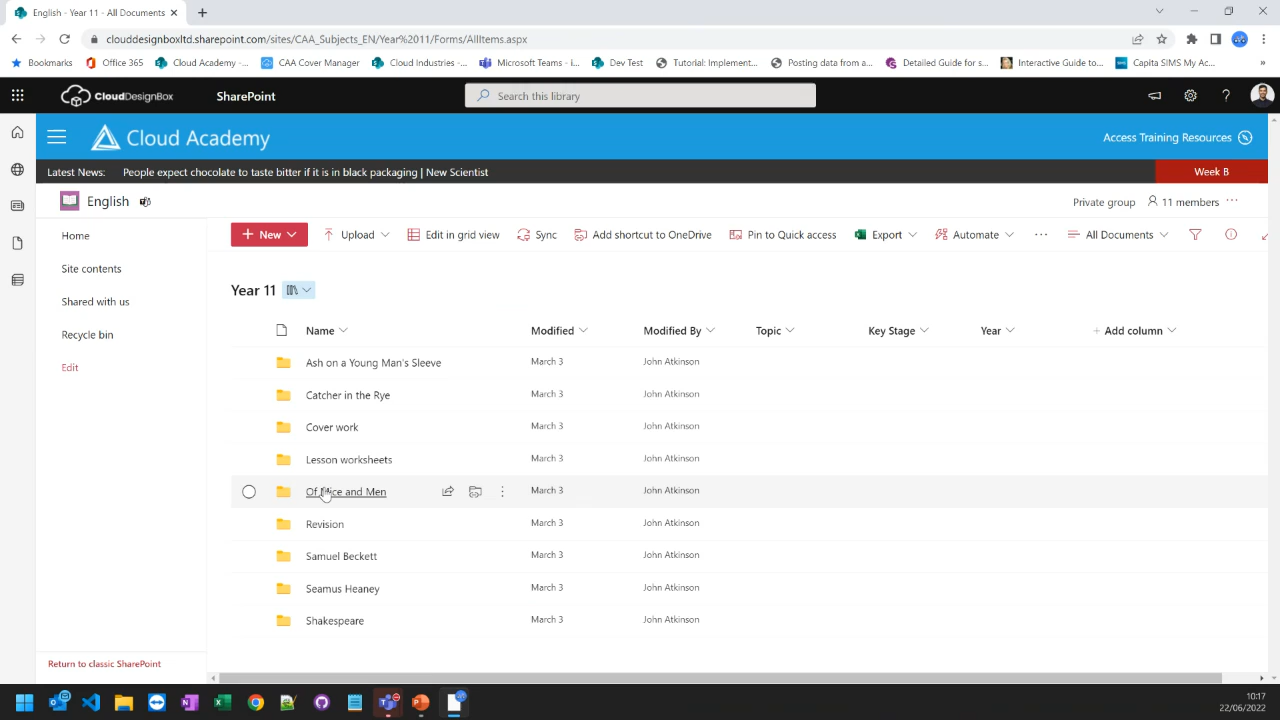 English - Year 11 - All Documents
clouddesignboxltd.sharepoint.com/sites/CAA_Subjects_EN/Year%2011/Forms/AllItems.aspx
Bookmarks Office 365 Cloud Academy -... CAA Cover Manager Cloud Industries -... Microsoft Teams - i... Dev Test Tutorial: Implement... Posting data from a... Detailed Guide for s... Interactive Guide to... Capita SIMS My Ac... »
CloudDesignBox SharePoint Search this library
Cloud Academy Access Training Resources
Latest News: People expect chocolate to taste bitter if it is in black packaging | New Scientist Week B
English Private group 11 members
Home
Site contents
Shared with us
Recycle bin
Edit
Return to classic SharePoint
New Upload Edit in grid view Sync Add shortcut to OneDrive Pin to Quick access Export Automate All Documents
Year 11
Name Modified Modified By Topic Key Stage Year Add column
Ash on a Young Man's Sleeve March 3 John Atkinson
Catcher in the Rye March 3 John Atkinson
Cover work March 3 John Atkinson
Lesson worksheets March 3 John Atkinson
Of Mice and Men March 3 John Atkinson
Revision March 3 John Atkinson
Samuel Beckett March 3 John Atkinson
Seamus Heaney March 3 John Atkinson
Shakespeare March 3 John Atkinson
10:17
22/06/2022